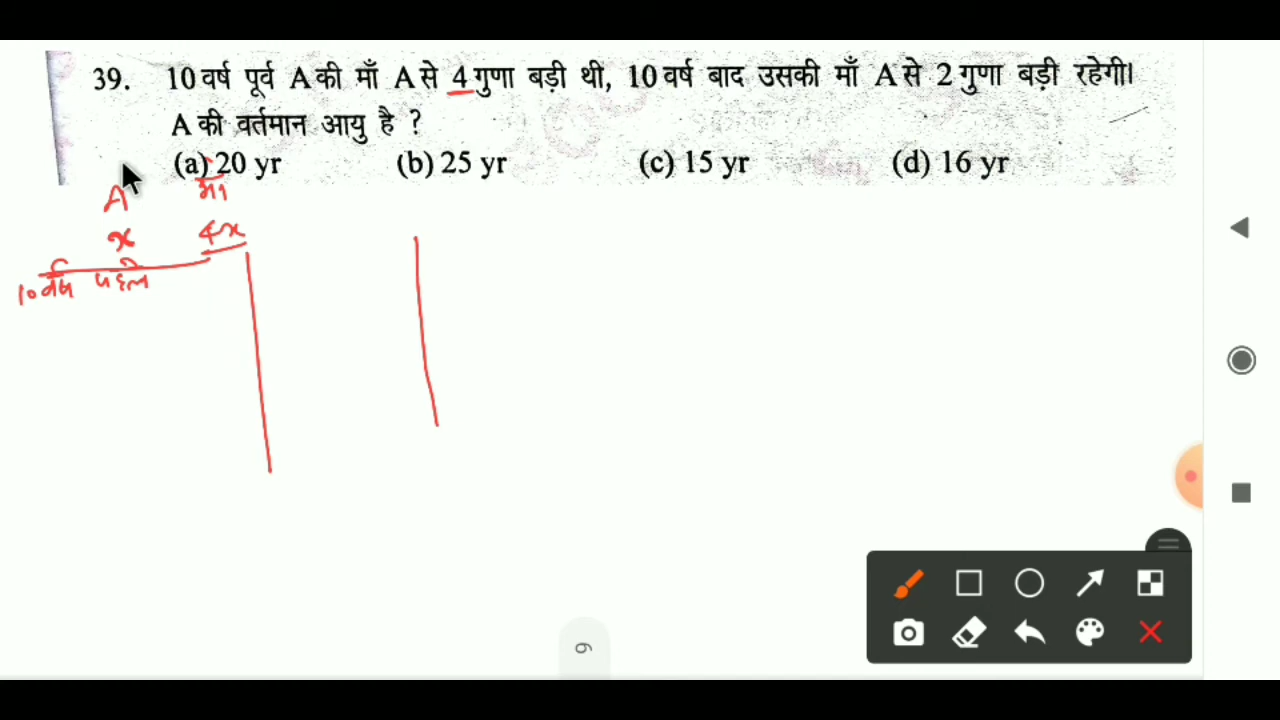 39. 10 वर्ष पूर्व A की माँ A से 4 गुणा बड़ी थी, 10 वर्ष बाद उसकी माँ A से 2 गुणा बड़ी रहेगी।
A की वर्तमान आयु है ?
(a) 20 yr (b) 25 yr (c) 15 yr (d) 16 yr
A माँ
x 4x
10 वर्ष पहले
6